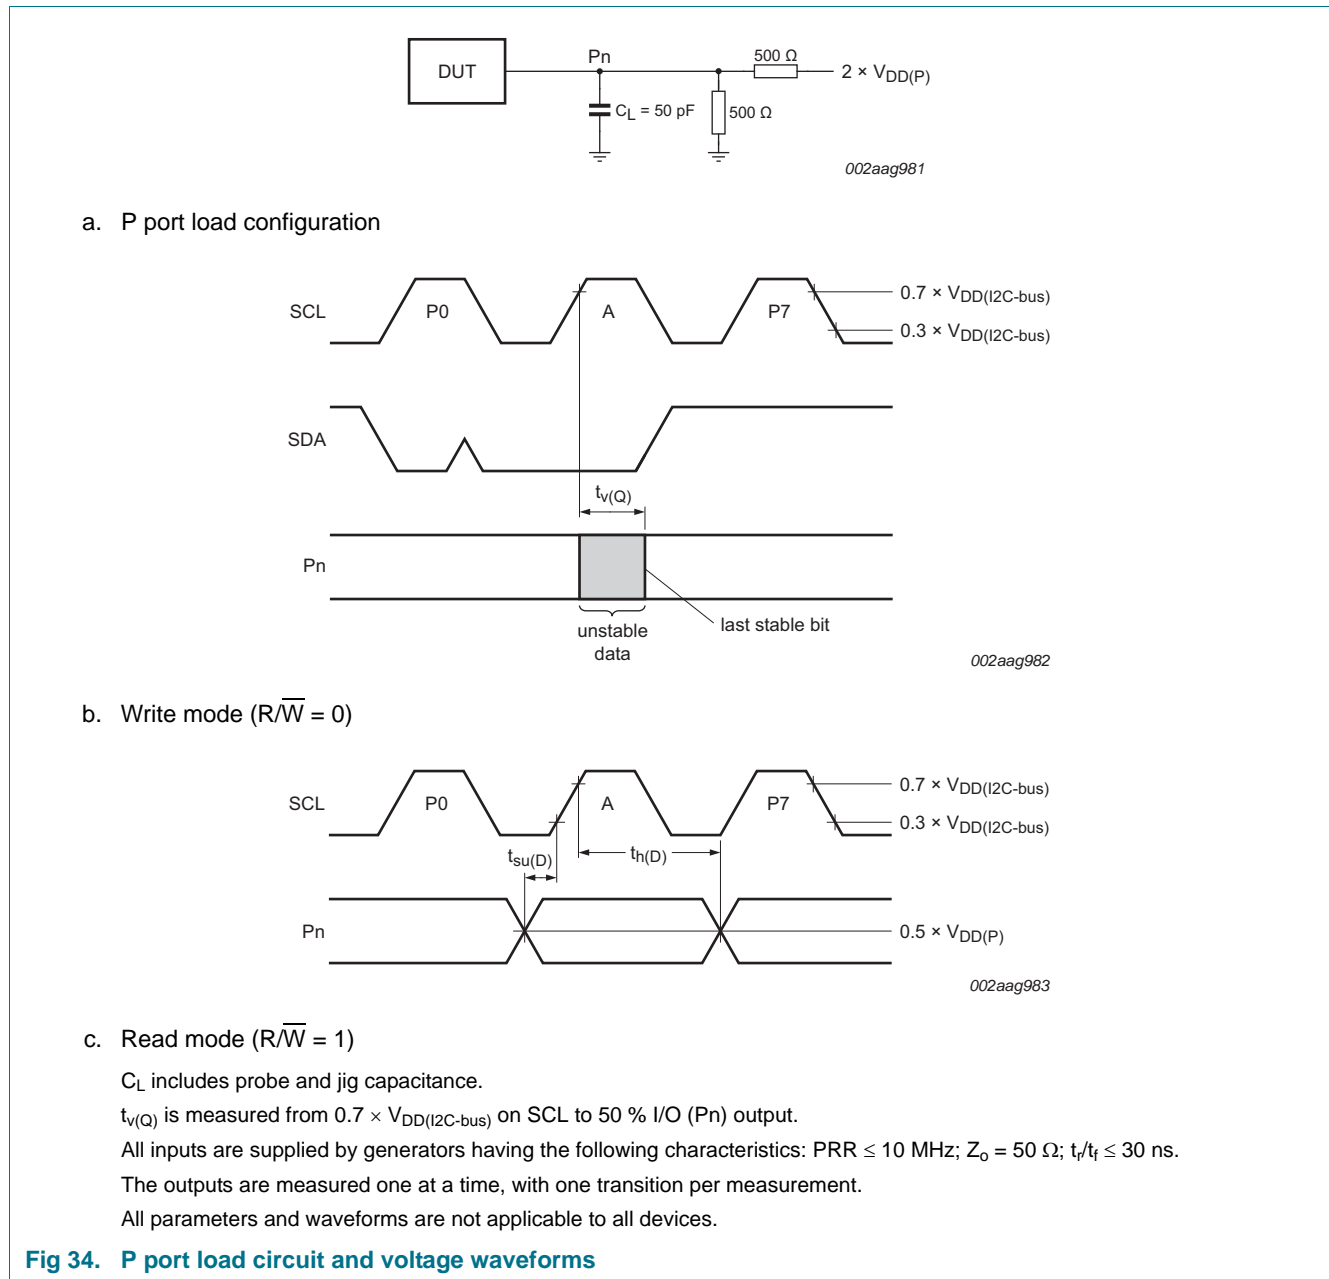 DUT
Pn
500 Ω
2 × VDD(P)
CL = 50 pF
500 Ω
002aag981
a. P port load configuration
SCL
P0
A
P7
0.7 × VDD(I2C-bus)
0.3 × VDD(I2C-bus)
SDA
tv(Q)
Pn
unstable
data
last stable bit
002aag982
b. Write mode (R/W̅ = 0)
SCL
P0
A
P7
0.7 × VDD(I2C-bus)
0.3 × VDD(I2C-bus)
tsu(D)
th(D)
Pn
0.5 × VDD(P)
002aag983
c. Read mode (R/W̅ = 1)
CL includes probe and jig capacitance.
tv(Q) is measured from 0.7 × VDD(I2C-bus) on SCL to 50 % I/O (Pn) output.
All inputs are supplied by generators having the following characteristics: PRR ≤ 10 MHz; Zo = 50 Ω; tr/tf ≤ 30 ns.
The outputs are measured one at a time, with one transition per measurement.
All parameters and waveforms are not applicable to all devices.
Fig 34. P port load circuit and voltage waveforms